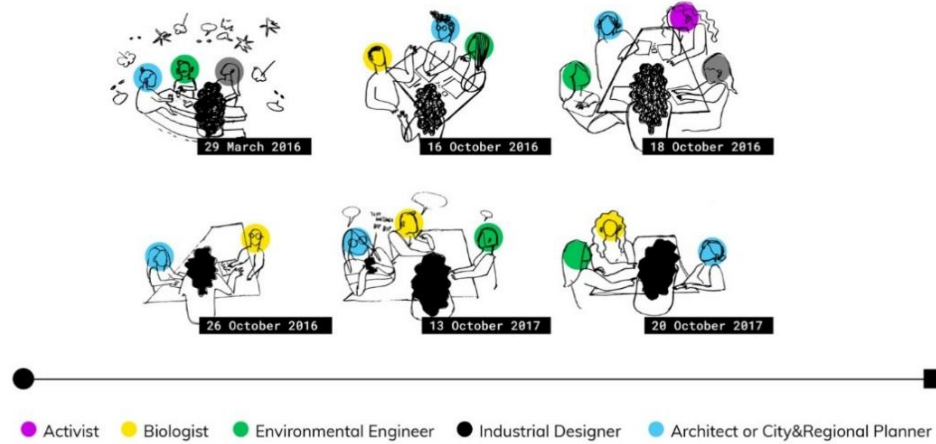 29 March 2016
16 October 2016
18 October 2016
26 October 2016
13 October 2017
20 October 2017
Activist
Biologist
Environmental Engineer
Industrial Designer
Architect or City&Regional Planner